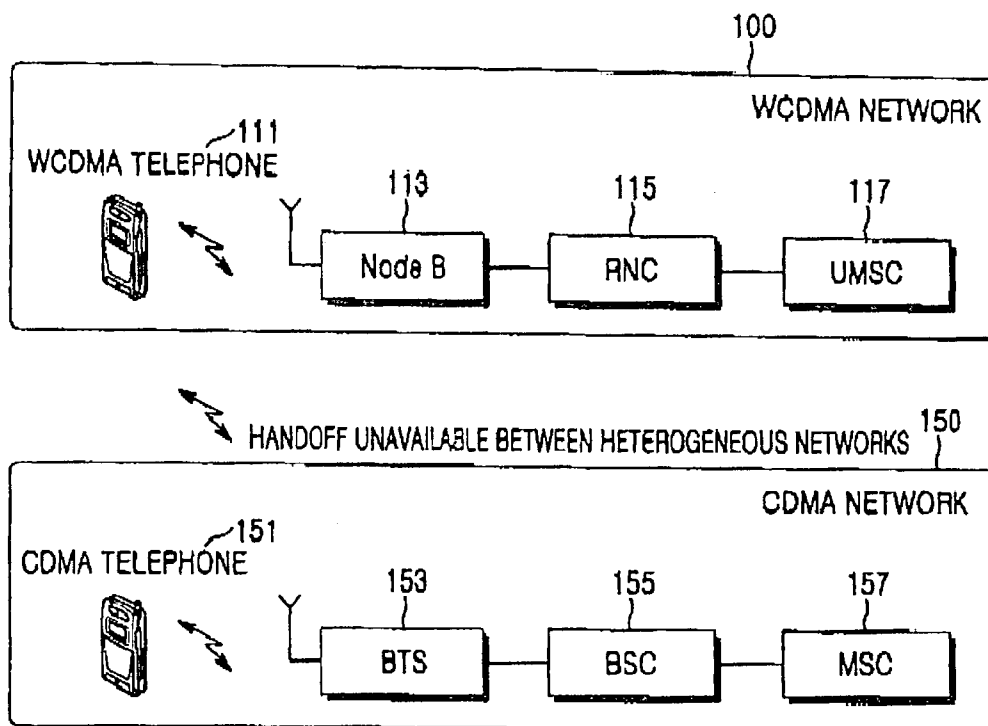 100
WCDMA NETWORK
111
WCDMA TELEPHONE
113
115
117
Node B
RNC
UMSC
HANDOFF UNAVAILABLE BETWEEN HETEROGENEOUS NETWORKS
150
CDMA NETWORK
151
CDMA TELEPHONE
153
155
157
BTS
BSC
MSC